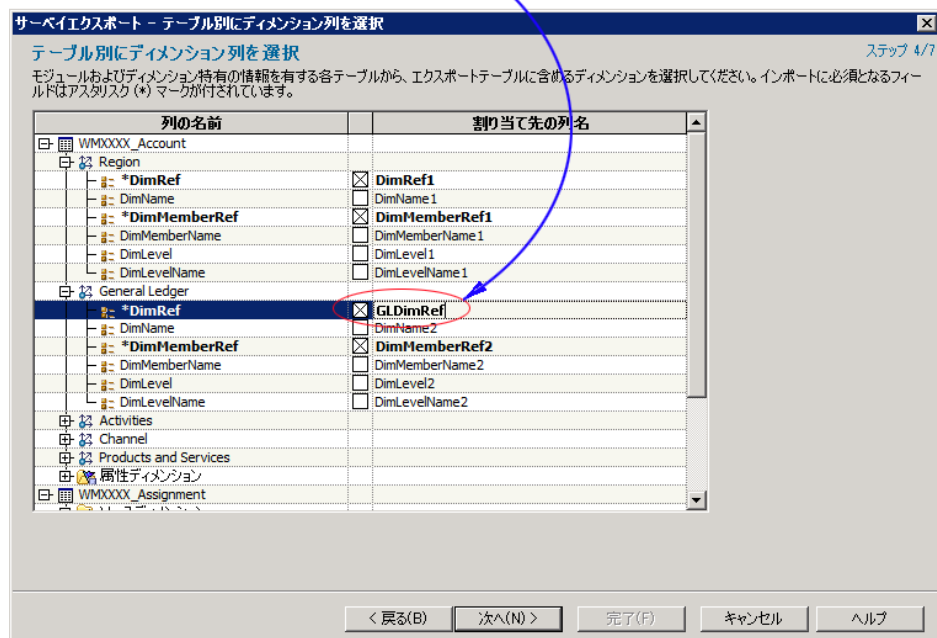 サーベイエクスポート - テーブル別にディメンション列を選択
テーブル別にディメンション列を選択
ステップ 4/7
モジュールおよびディメンション特有の情報を有する各テーブルから、エクスポートテーブルに含めるディメンションを選択してください。インポートに必須となるフィー
ルドはアスタリスク (*) マークが付されています。
列の名前 割り当て先の列名
WMXXXX_Account
Region
*DimRef DimRef1
DimName DimName1
*DimMemberRef DimMemberRef1
DimMemberName DimMemberName1
DimLevel DimLevel1
DimLevelName DimLevelName1
General Ledger
*DimRef GLDimRef
DimName DimName2
*DimMemberRef DimMemberRef2
DimMemberName DimMemberName2
DimLevel DimLevel2
DimLevelName DimLevelName2
Activities
Channel
Products and Services
属性ディメンション
WMXXXX_Assignment
< 戻る(B) 次へ(N) > 完了(F) キャンセル ヘルプ